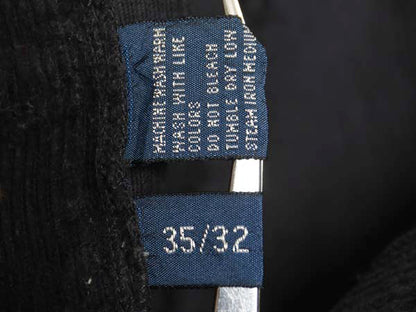 MACHINE WASH WARM
WASH WITH LIKE
COLORS
DO NOT BLEACH
TUMBLE DRY LOW
STEAM IRON MEDIUM
35/32